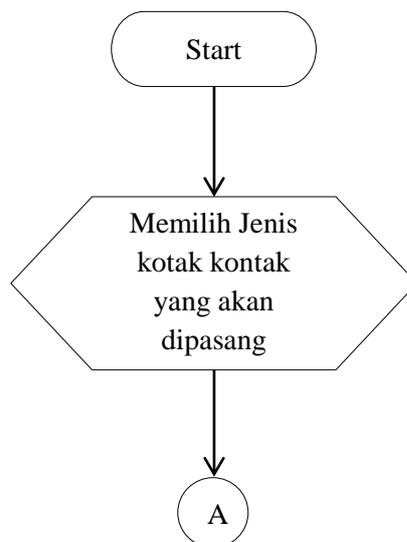 Start
Memilih Jenis
kotak kontak
yang akan
dipasang
A